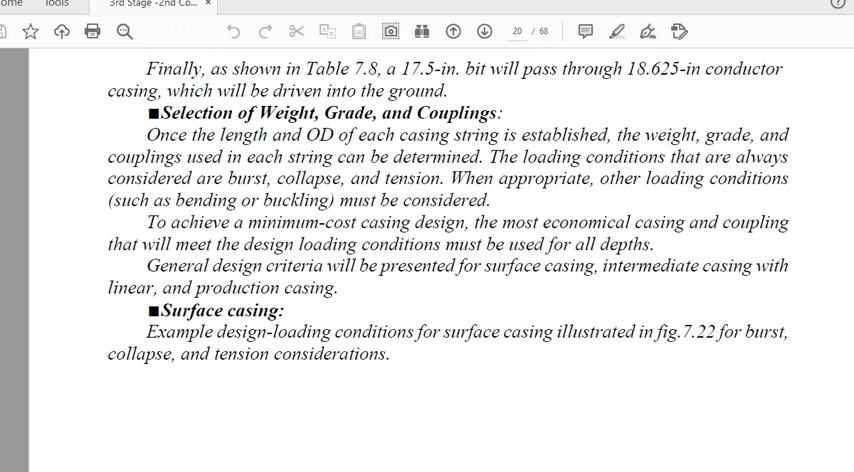 ome
Tools
3rd Stage -2nd Co...
×
?
20 / 68
Finally, as shown in Table 7.8, a 17.5-in. bit will pass through 18.625-in conductor
casing, which will be driven into the ground.
■Selection of Weight, Grade, and Couplings:
Once the length and OD of each casing string is established, the weight, grade, and
couplings used in each string can be determined. The loading conditions that are always
considered are burst, collapse, and tension. When appropriate, other loading conditions
(such as bending or buckling) must be considered.
To achieve a minimum-cost casing design, the most economical casing and coupling
that will meet the design loading conditions must be used for all depths.
General design criteria will be presented for surface casing, intermediate casing with
linear, and production casing.
■Surface casing:
Example design-loading conditions for surface casing illustrated in fig.7.22 for burst,
collapse, and tension considerations.